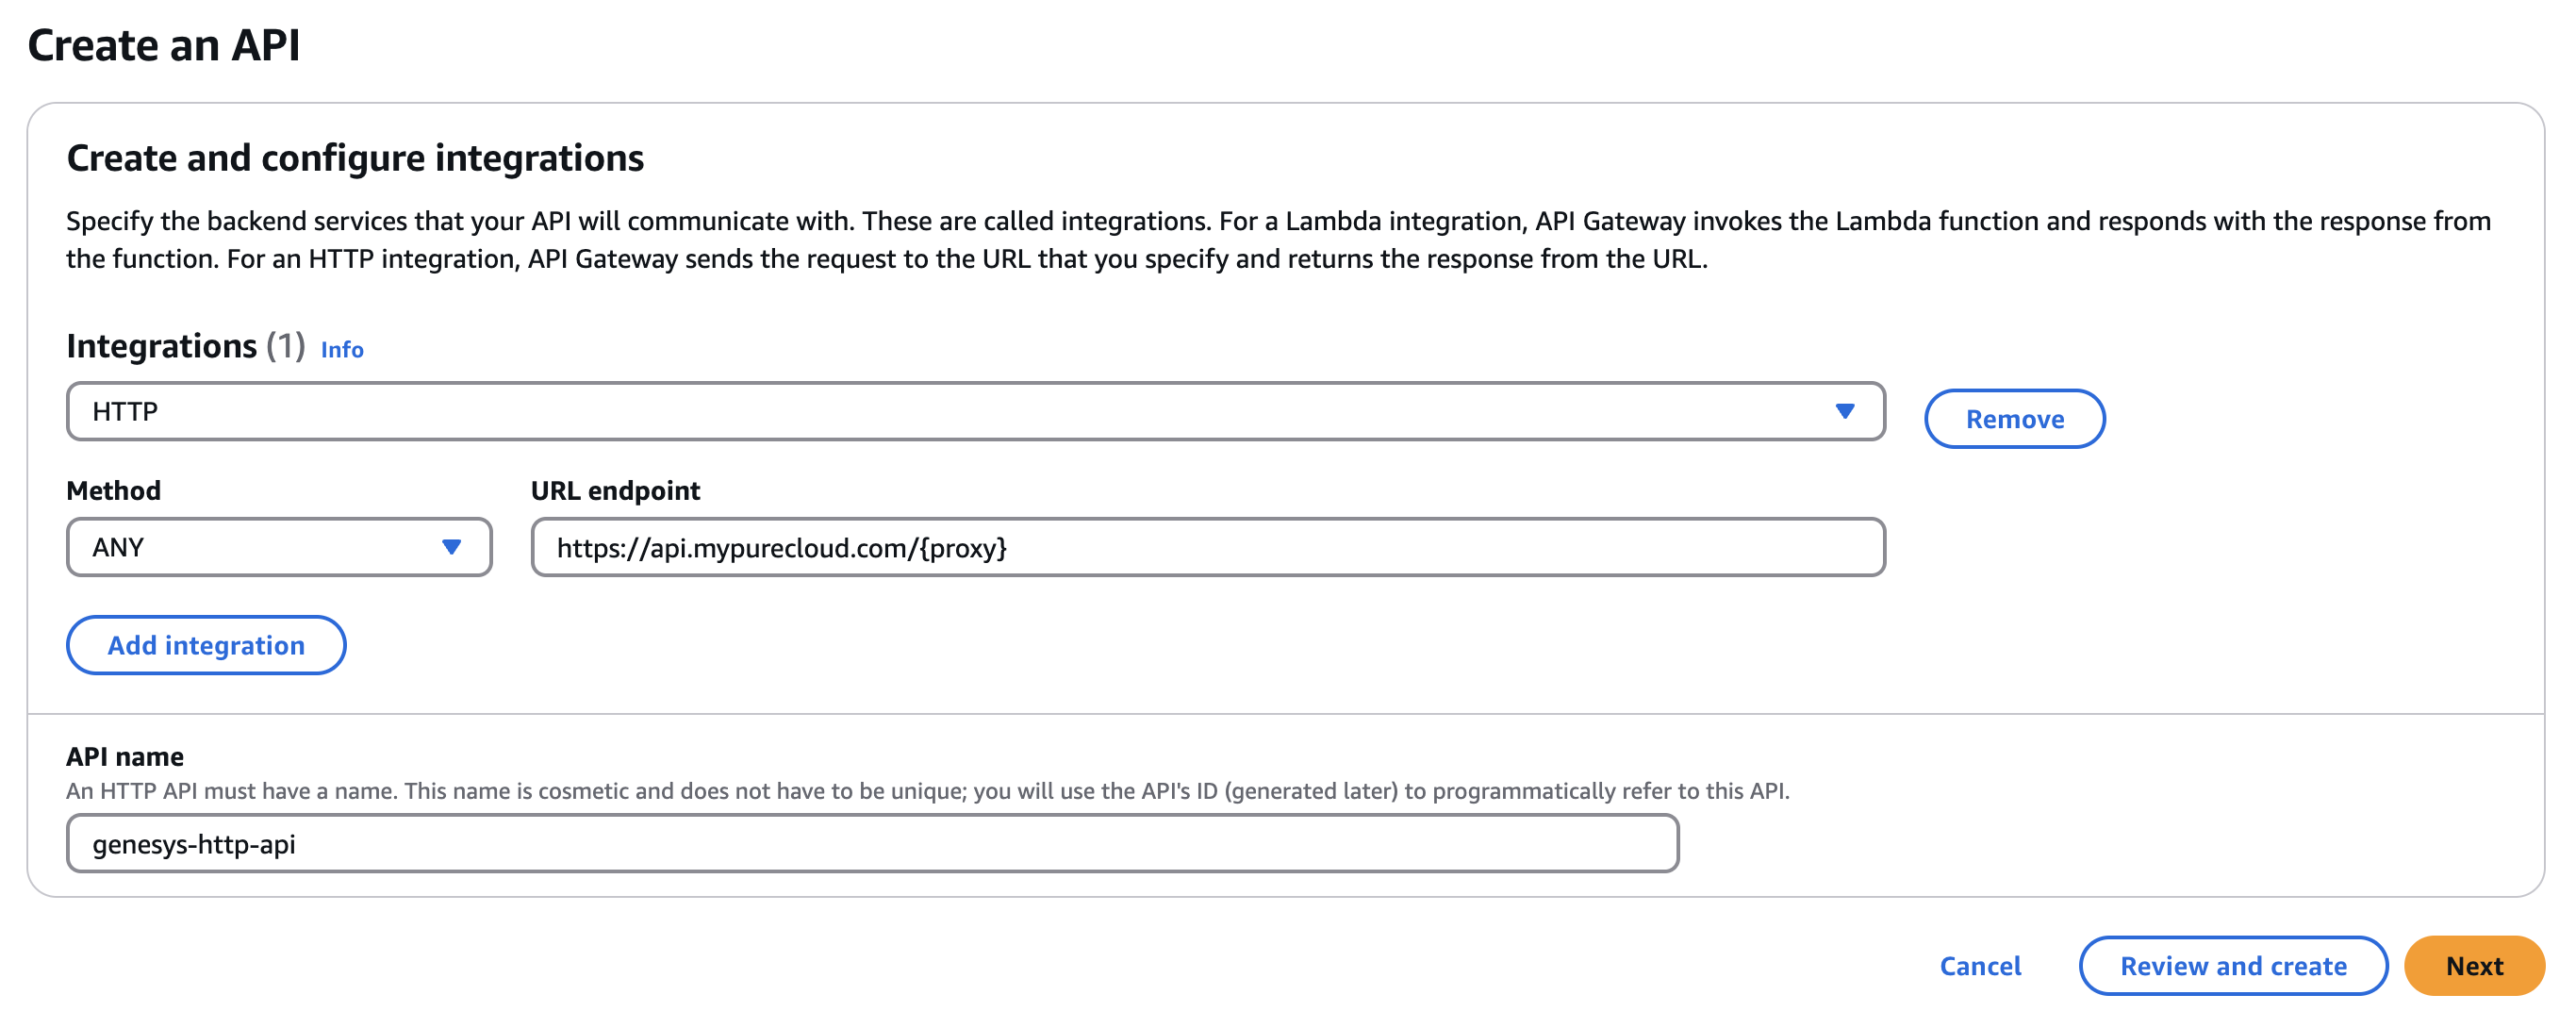 Create an API
Create and configure integrations
Specify the backend services that your API will communicate with. These are called integrations. For a Lambda integration, API Gateway invokes the Lambda function and responds with the response from
the function. For an HTTP integration, API Gateway sends the request to the URL that you specify and returns the response from the URL.
Integrations (1) Info
HTTP
Remove
Method URL endpoint
ANY https://api.mypurecloud.com/{proxy}
Add integration
API name
An HTTP API must have a name. This name is cosmetic and does not have to be unique; you will use the API's ID (generated later) to programmatically refer to this API.
genesys-http-api
Cancel Review and create Next